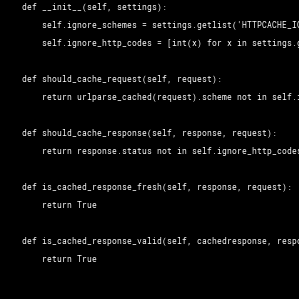 def __init__(self, settings):
self.ignore_schemes = settings.getlist('HTTPCACHE_IG
self.ignore_http_codes = [int(x) for x in settings.g
def should_cache_request(self, request):
return urlparse_cached(request).scheme not in self.i
def should_cache_response(self, response, request):
return response.status not in self.ignore_http_codes
def is_cached_response_fresh(self, response, request):
return True
def is_cached_response_valid(self, cachedresponse, respo
return True